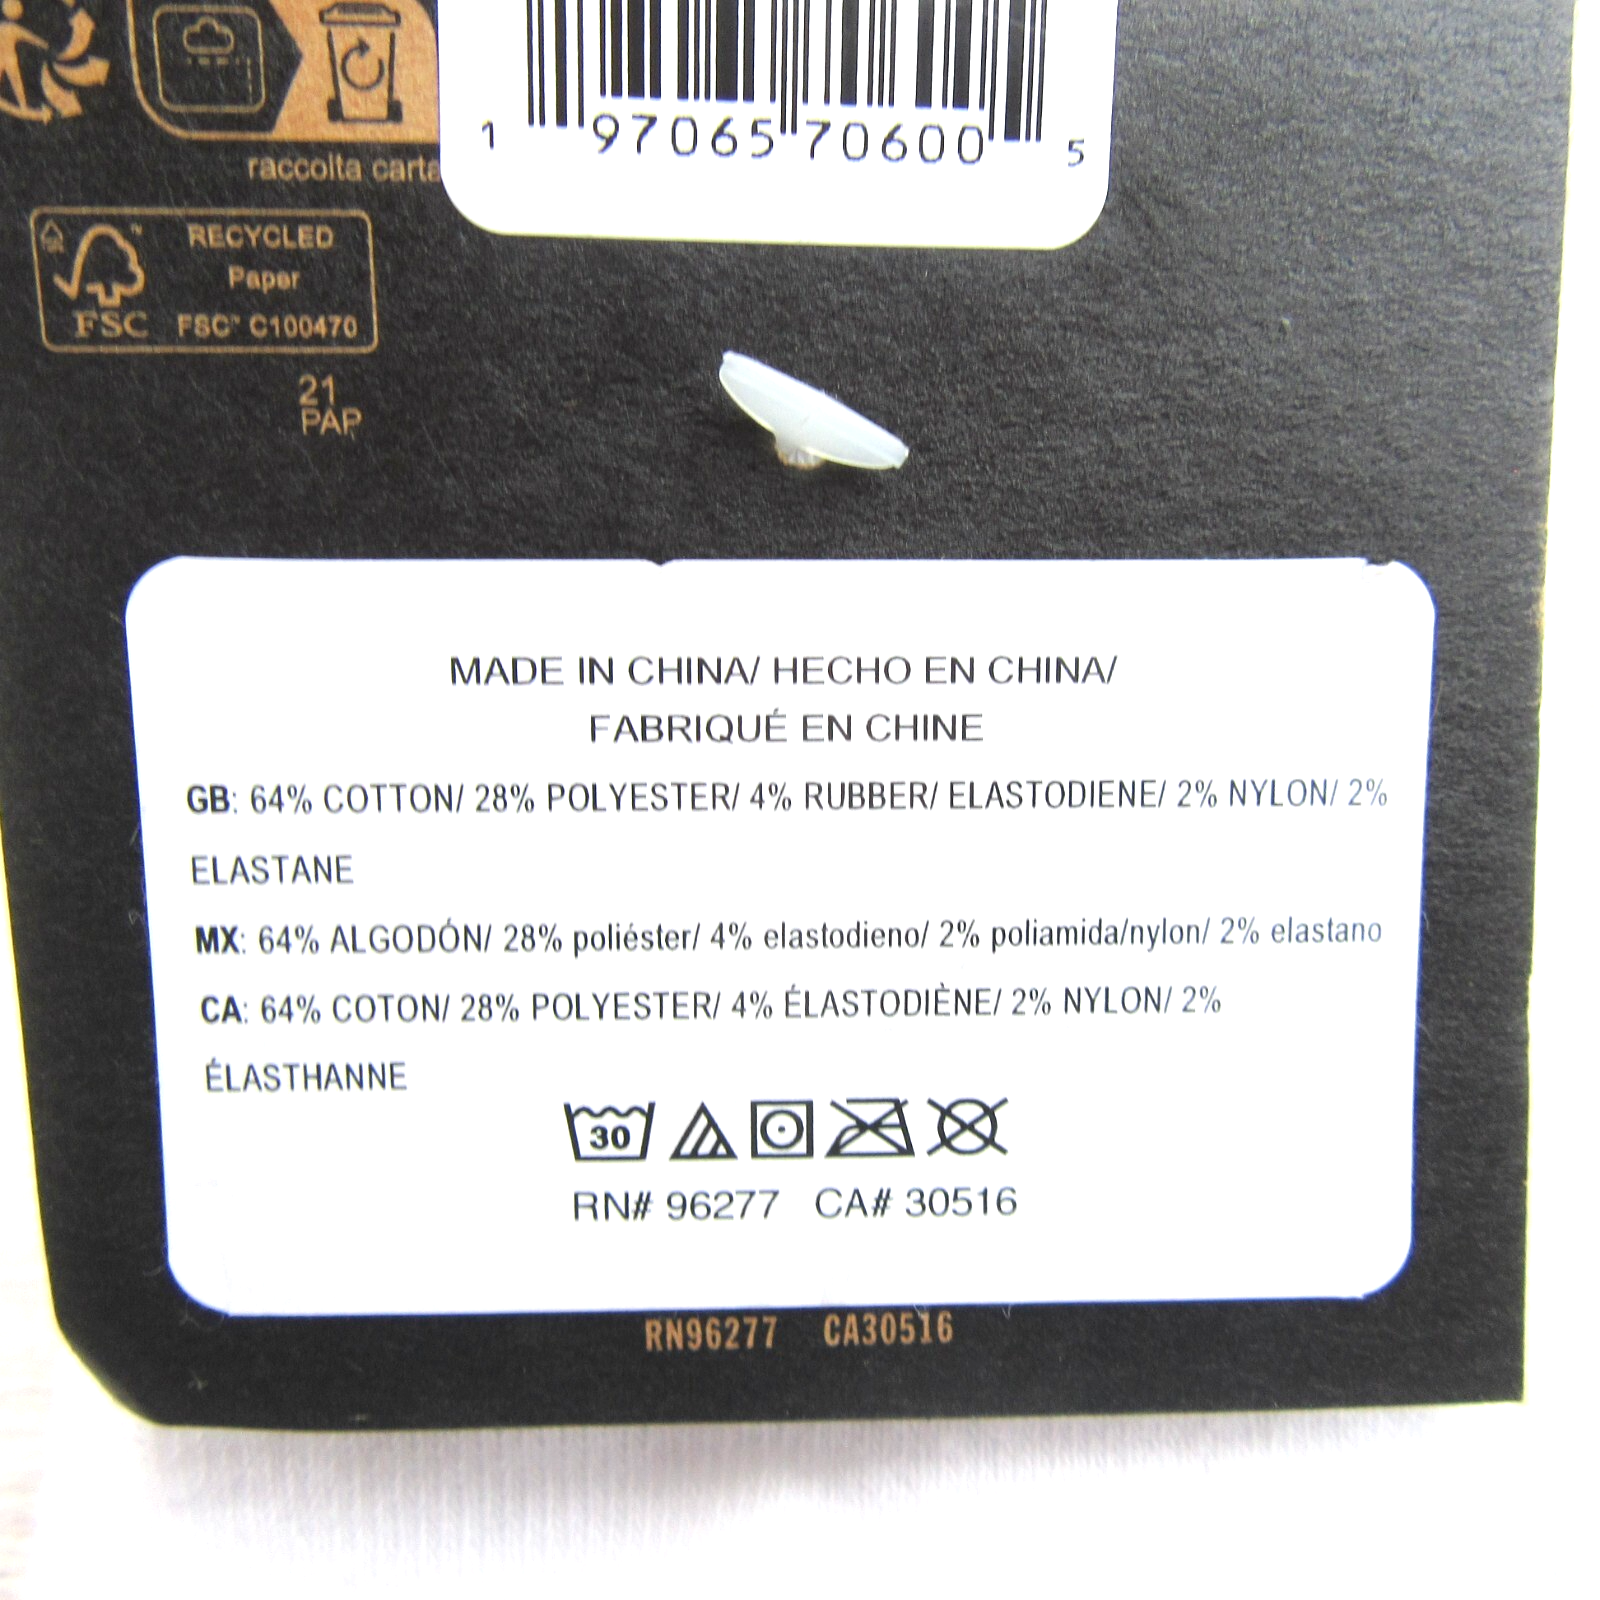 1 97065 70600 5
raccolta carta
RECYCLED
Paper
FSC FSC™ C100470
21
PAP
MADE IN CHINA/ HECHO EN CHINA/
FABRIQUÉ EN CHINE
GB: 64% COTTON/ 28% POLYESTER/ 4% RUBBER/ ELASTODIENE/ 2% NYLON/ 2%
ELASTANE
MX: 64% ALGODÓN/ 28% poliéster/ 4% elastodieno/ 2% poliamida/nylon/ 2% elastano
CA: 64% COTON/ 28% POLYESTER/ 4% ÉLASTODIÈNE/ 2% NYLON/ 2%
ÉLASTHANNE
30
RN# 96277 CA# 30516
RN96277 CA30516